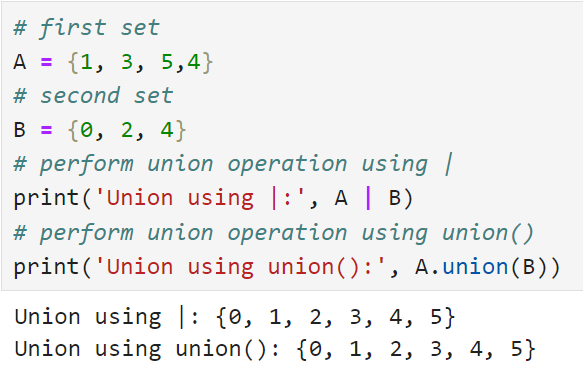 # first set
A = {1, 3, 5,4}
# second set
B = {0, 2, 4}
# perform union operation using |
print('Union using |:', A | B)
# perform union operation using union()
print('Union using union():', A.union(B))
Union using |: {0, 1, 2, 3, 4, 5}
Union using union(): {0, 1, 2, 3, 4, 5}